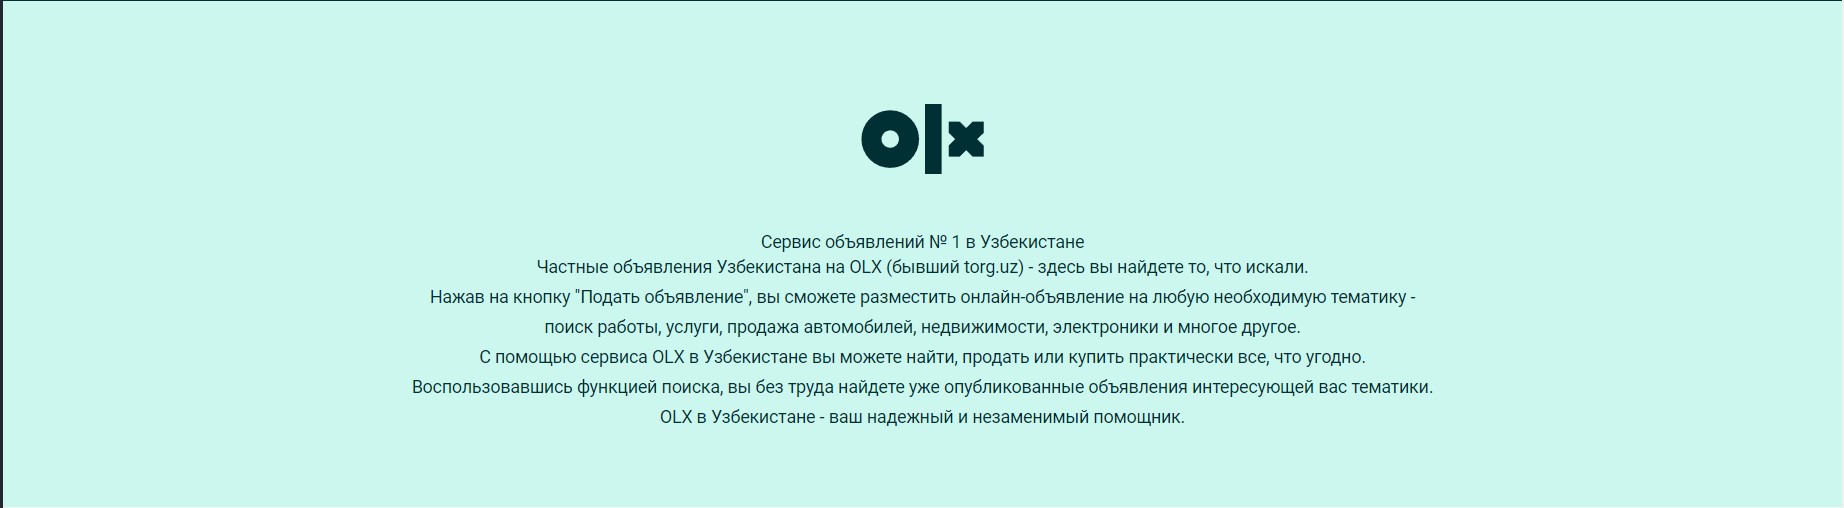 olx
Сервис объявлений № 1 в Узбекистане
Частные объявления Узбекистана на OLX (бывший torg.uz) - здесь вы найдете то, что искали.
Нажав на кнопку "Подать объявление", вы сможете разместить онлайн-объявление на любую необходимую тематику -
поиск работы, услуги, продажа автомобилей, недвижимости, электроники и многое другое.
С помощью сервиса OLX в Узбекистане вы можете найти, продать или купить практически все, что угодно.
Воспользовавшись функцией поиска, вы без труда найдете уже опубликованные объявления интересующей вас тематики.
OLX в Узбекистане - ваш надежный и незаменимый помощник.